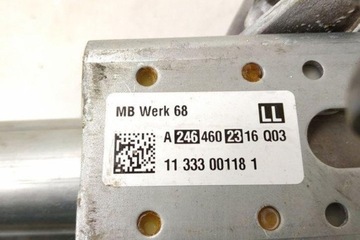 MB Werk 68
LL
A 246 460 23 16 Q03
11 333 00118 1